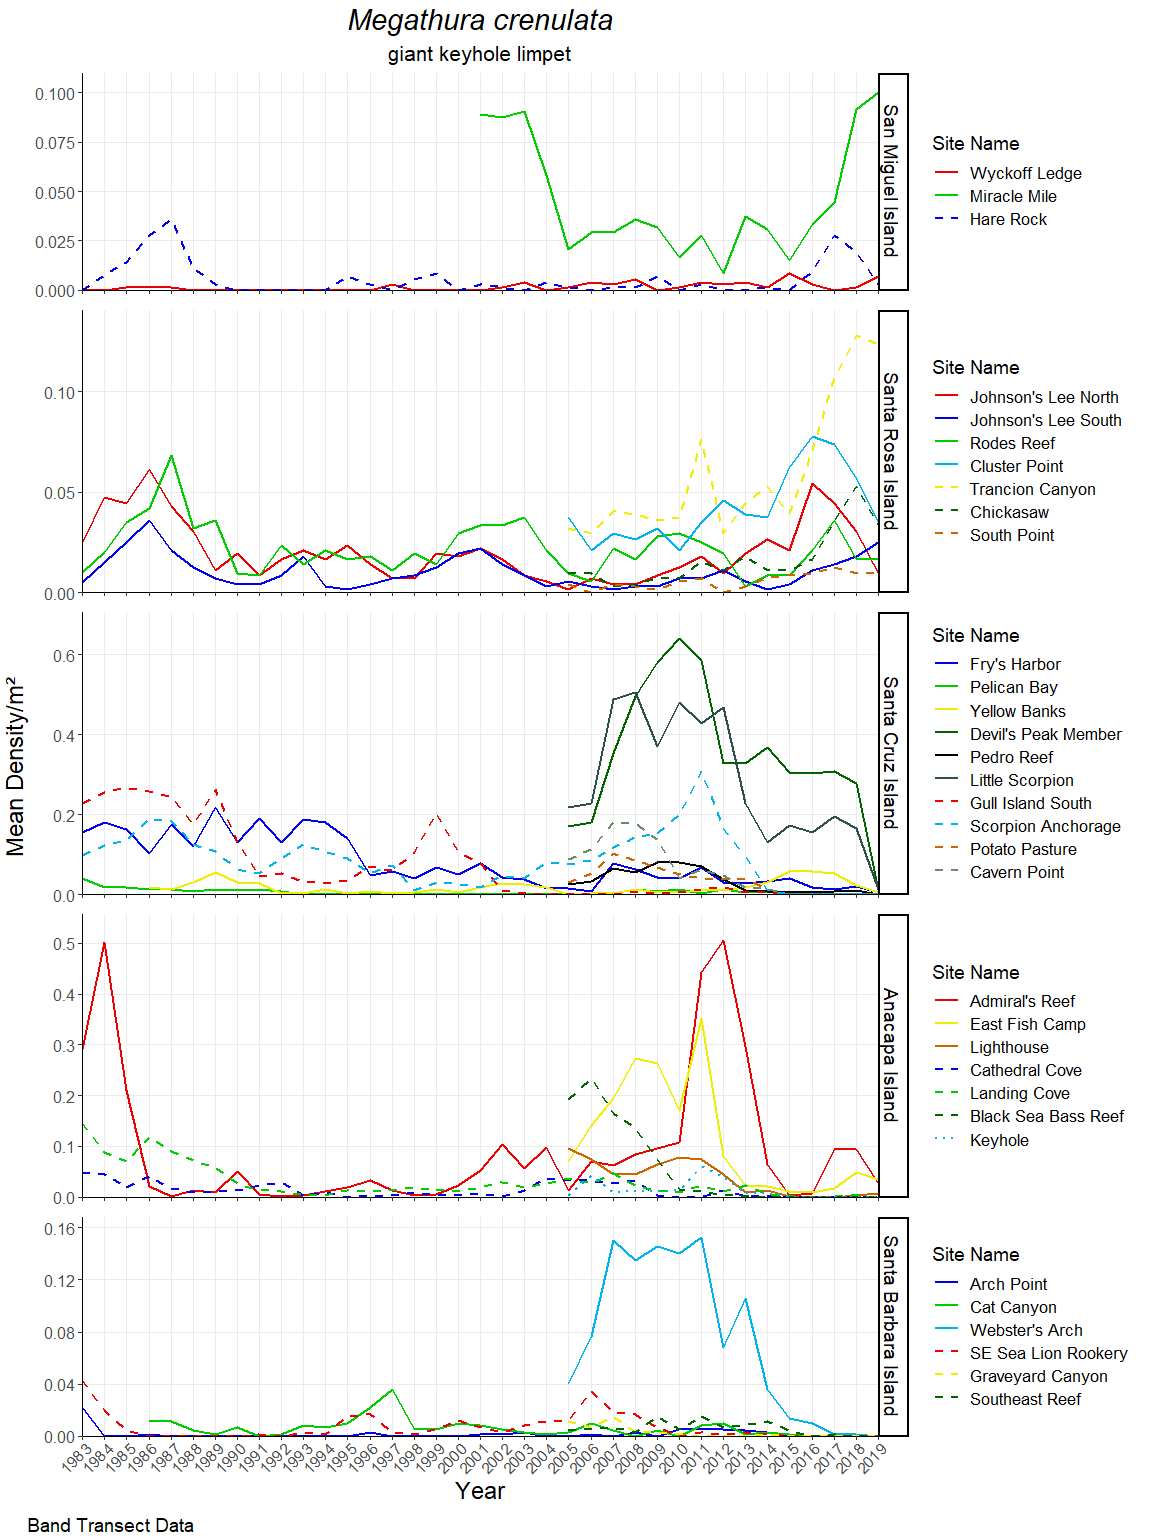 Megathura crenulata
giant keyhole limpet
Mean Density/m²
0.100
0.075
0.050
0.025
0.000
San Miguel Island
Site Name
Wyckoff Ledge
Miracle Mile
Hare Rock
0.10
0.05
0.00
Santa Rosa Island
Site Name
Johnson's Lee North
Johnson's Lee South
Rodes Reef
Cluster Point
Trancion Canyon
Chickasaw
South Point
0.6
0.4
0.2
0.0
Santa Cruz Island
Site Name
Fry's Harbor
Pelican Bay
Yellow Banks
Devil's Peak Member
Pedro Reef
Little Scorpion
Gull Island South
Scorpion Anchorage
Potato Pasture
Cavern Point
0.5
0.4
0.3
0.2
0.1
0.0
Anacapa Island
Site Name
Admiral's Reef
East Fish Camp
Lighthouse
Cathedral Cove
Landing Cove
Black Sea Bass Reef
Keyhole
0.16
0.12
0.08
0.04
0.00
Santa Barbara Island
Site Name
Arch Point
Cat Canyon
Webster's Arch
SE Sea Lion Rookery
Graveyard Canyon
Southeast Reef
1983 1984 1985 1986 1987 1988 1989 1990 1991 1992 1993 1994 1995 1996 1997 1998 1999 2000 2001 2002 2003 2004 2005 2006 2007 2008 2009 2010 2011 2012 2013 2014 2015 2016 2017 2018 2019
Year
Band Transect Data